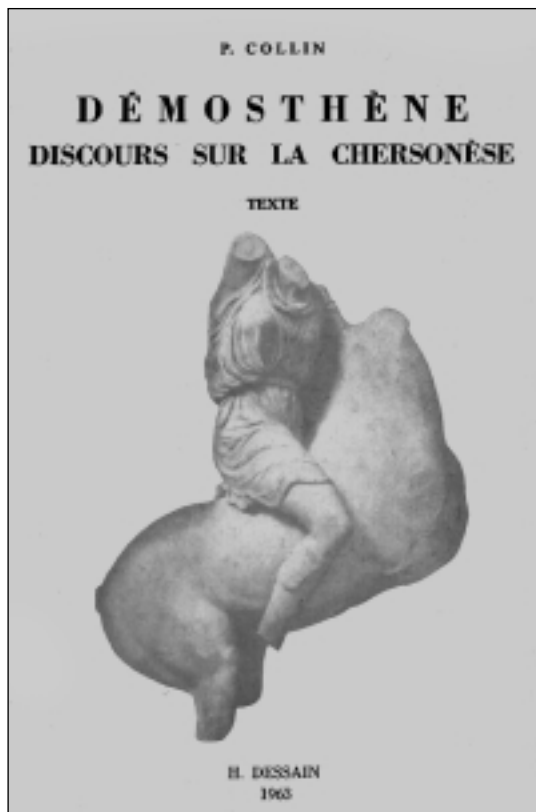 P. COLLIN
DÉMOSTHÈNE
DISCOURS SUR LA CHERSONÈSE
TEXTE
H. DESSAIN
1963